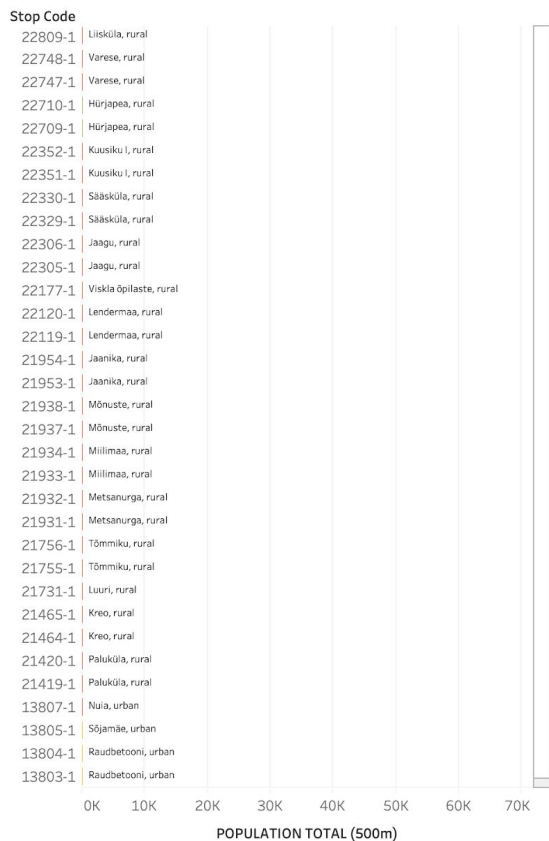 Stop Code
22809-1 Liisküla, rural
22748-1 Varese, rural
22747-1 Varese, rural
22710-1 Hürjapea, rural
22709-1 Hürjapea, rural
22352-1 Kuusiku I, rural
22351-1 Kuusiku I, rural
22330-1 Sääsküla, rural
22329-1 Sääsküla, rural
22306-1 Jaagu, rural
22305-1 Jaagu, rural
22177-1 Viskla õpilaste, rural
22120-1 Lendermaa, rural
22119-1 Lendermaa, rural
21954-1 Jaanika, rural
21953-1 Jaanika, rural
21938-1 Mõnuste, rural
21937-1 Mõnuste, rural
21934-1 Miilimaa, rural
21933-1 Miilimaa, rural
21932-1 Metsanurga, rural
21931-1 Metsanurga, rural
21756-1 Tõmmiku, rural
21755-1 Tõmmiku, rural
21731-1 Luuri, rural
21465-1 Kreo, rural
21464-1 Kreo, rural
21420-1 Paluküla, rural
21419-1 Paluküla, rural
13807-1 Nuia, urban
13805-1 Sõjamäe, urban
13804-1 Raudbetooni, urban
13803-1 Raudbetooni, urban
0K 10K 20K 30K 40K 50K 60K 70K
POPULATION TOTAL (500m)